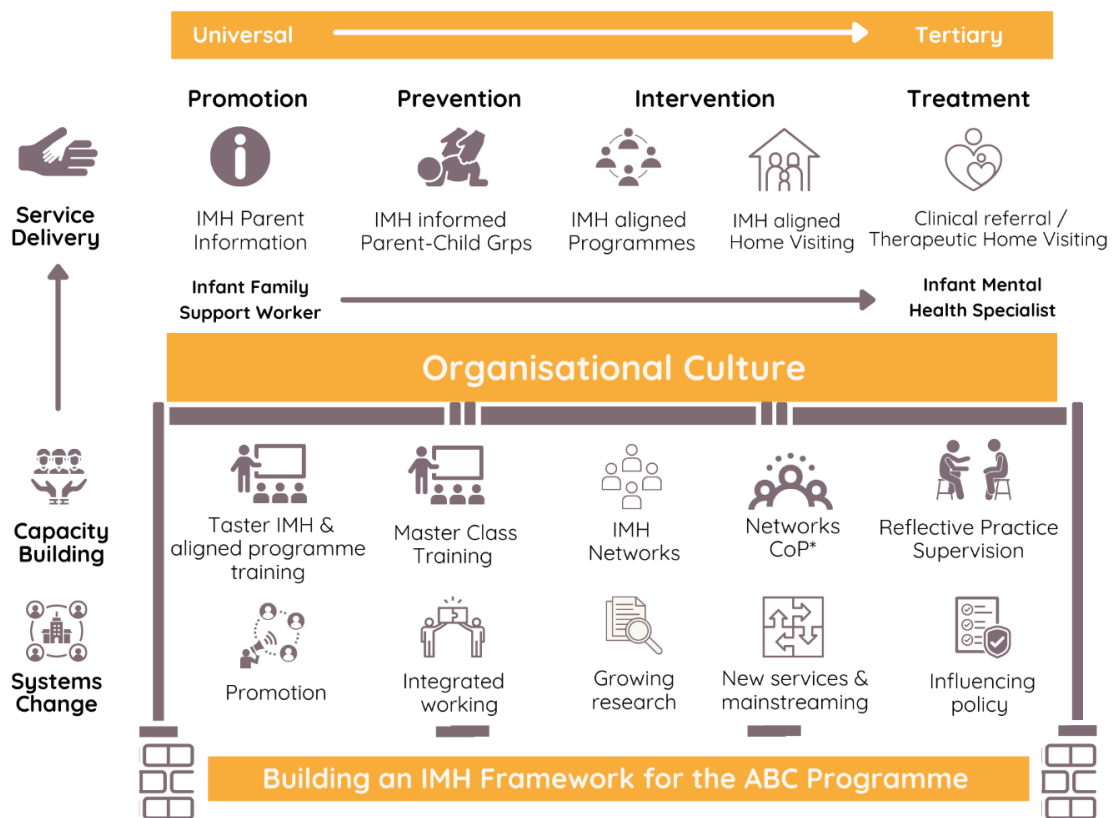 Universal
Tertiary
Promotion
Prevention
Intervention
Treatment
Service
Delivery
IMH Parent
Information
IMH informed
Parent-Child Grps
IMH aligned
Programmes
IMH aligned
Home Visiting
Clinical referral /
Therapeutic Home Visiting
Infant Family
Support Worker
Infant Mental
Health Specialist
Organisational Culture
Capacity
Building
Taster IMH &
aligned programme
training
Master Class
Training
IMH
Networks
Networks
CoP*
Reflective Practice
Supervision
Systems
Change
Promotion
Integrated
working
Growing
research
New services &
mainstreaming
Influencing
policy
Building an IMH Framework for the ABC Programme